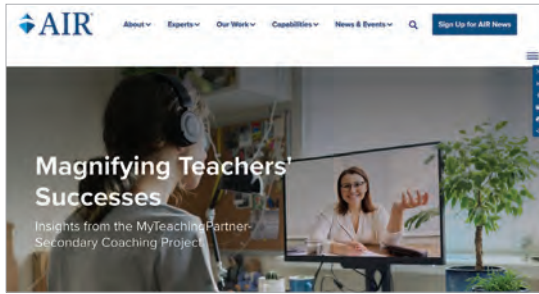 AIR
About Experts Our Work Capabilities News & Events Sign Up for AIR News
Magnifying Teachers'
Successes
Insights from the MyTeachingPartner-
Secondary Coaching Project